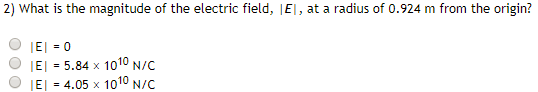 2) What is the magnitude of the electric field, |E|, at a radius of 0.924 m from the origin?
|E| = 0
|E| = 5.84 × 10¹⁰ N/C
|E| = 4.05 × 10¹⁰ N/C